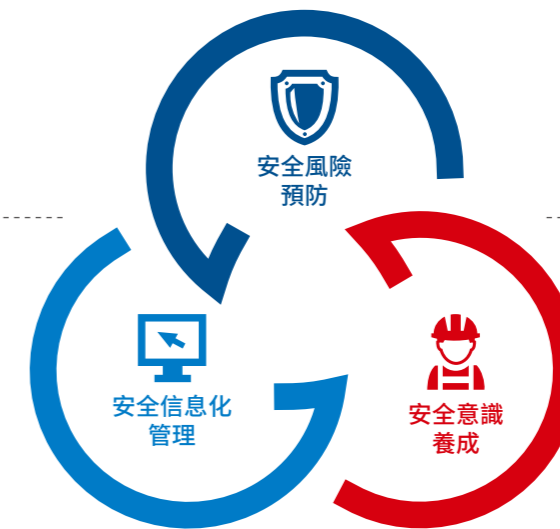 安全風險
預防
安全信息化
管理
安全意識
養成